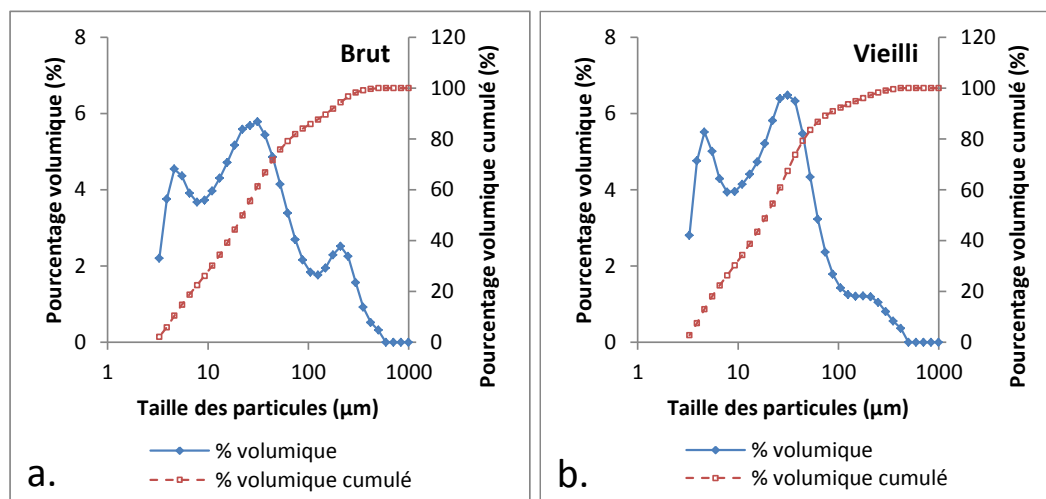 Brut
Pourcentage volumique (%)
8
6
4
2
0
120
100
80
60
40
20
0
Pourcentage volumique cumulé (%)
1 10 100 1000
Taille des particules (µm)
% volumique
% volumique cumulé
a.
Vieilli
Pourcentage volumique (%)
8
6
4
2
0
120
100
80
60
40
20
0
Pourcentage volumique cumulé (%)
1 10 100 1000
Taille des particules (µm)
% volumique
% volumique cumulé
b.